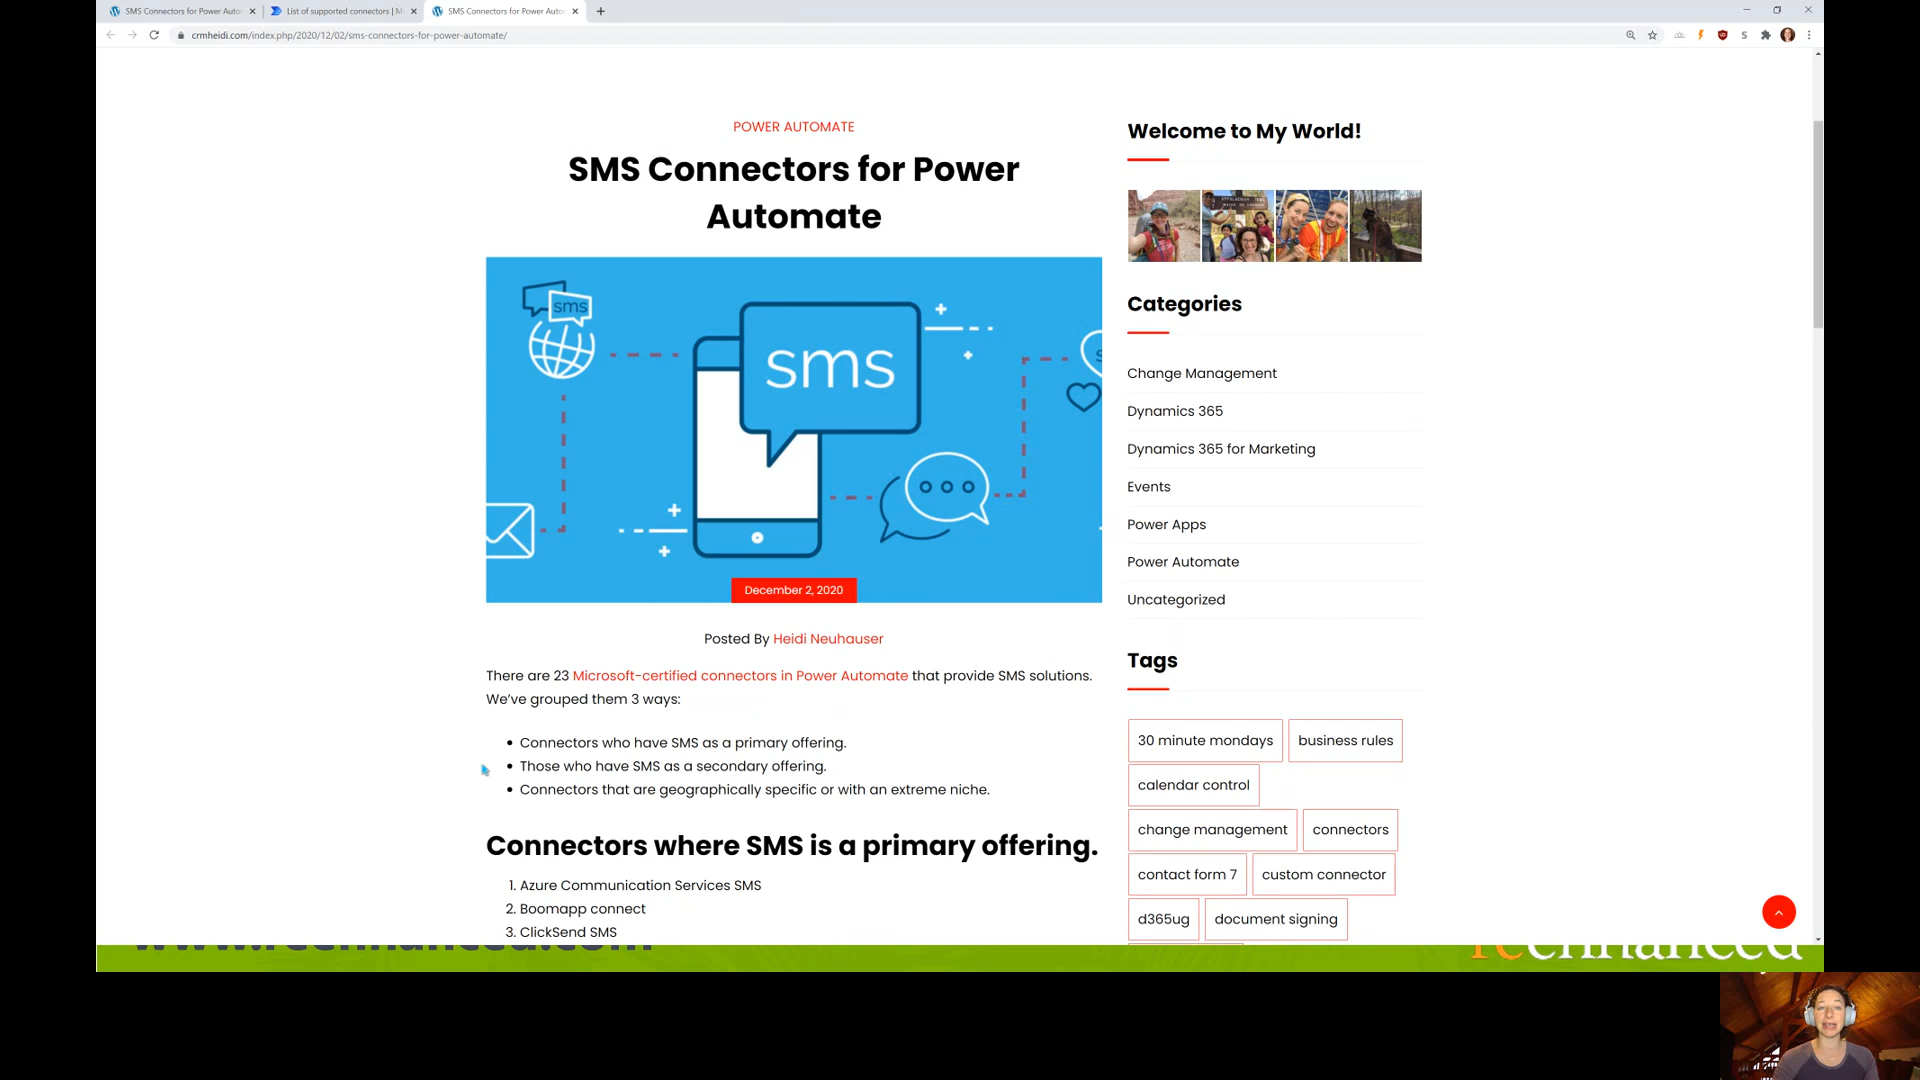 SMS Connectors for Power Auto
List of supported connectors | M
SMS Connectors for Power Auto
crmheidi.com/index.php/2020/12/02/sms-connectors-for-power-automate/
POWER AUTOMATE
SMS Connectors for Power
Automate
sms
sms
December 2, 2020
Posted By Heidi Neuhauser
There are 23 Microsoft-certified connectors in Power Automate that provide SMS solutions.
We've grouped them 3 ways:
• Connectors who have SMS as a primary offering.
• Those who have SMS as a secondary offering.
• Connectors that are geographically specific or with an extreme niche.
Connectors where SMS is a primary offering.
1. Azure Communication Services SMS
2. Boomapp connect
3. ClickSend SMS
Welcome to My World!
Categories
Change Management
Dynamics 365
Dynamics 365 for Marketing
Events
Power Apps
Power Automate
Uncategorized
Tags
30 minute mondays
business rules
calendar control
change management
connectors
contact form 7
custom connector
d365ug
document signing
www.reenhanced.com
reenhanced